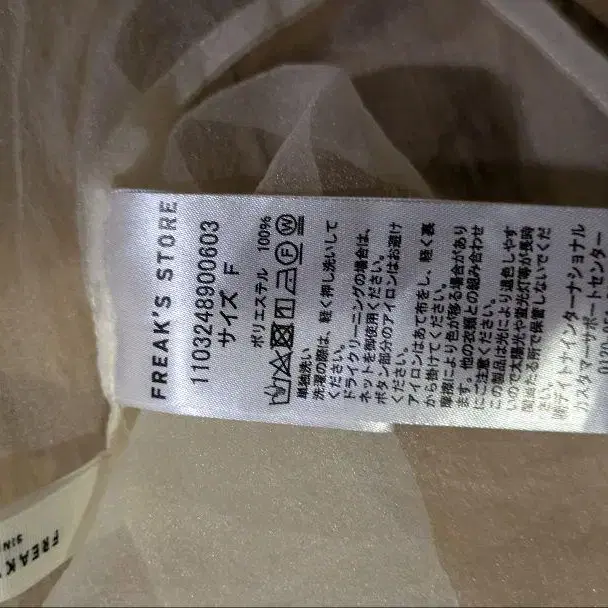 FREAK'S STORE
1103248900603
サイズ F
ポリエステル 100%
単独洗い
洗濯の際は、軽く押し洗いして
ください。
ドライクリーニングの場合は、
ネットを御使用ください。
ボタン部分のアイロンはお避け
ください。
アイロンはあて布をし、軽く裏
から掛けてください。
摩擦により色が移る場合があり
ます。他の衣類との組み合わせ
にご注意ください。
この製品は光により退色しやす
いので太陽光や蛍光灯等が長時
間当たる所で保管しないでくだ
さい。
㈱デイトナインターナショナル
カスタマーサポートセン
0120-
FREAK'
SIN